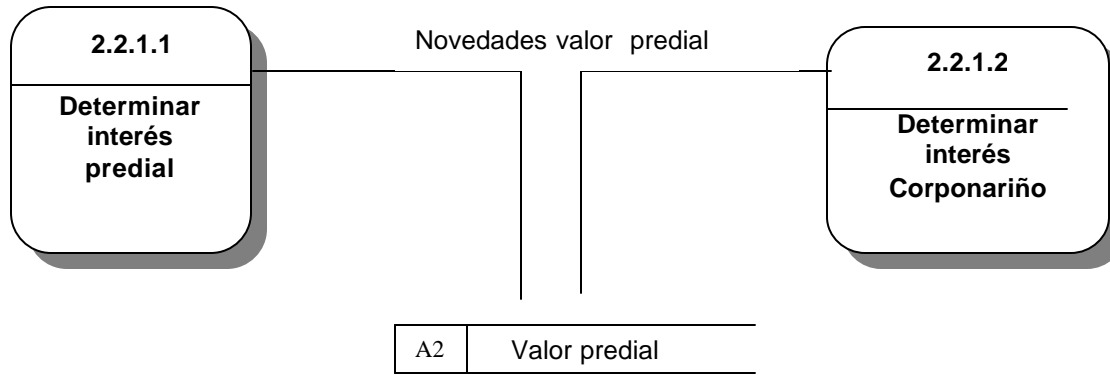 2.2.1.1
Determinar
interés
predial
Novedades valor predial
2.2.1.2
Determinar
interés
Corponariño
A2
Valor predial